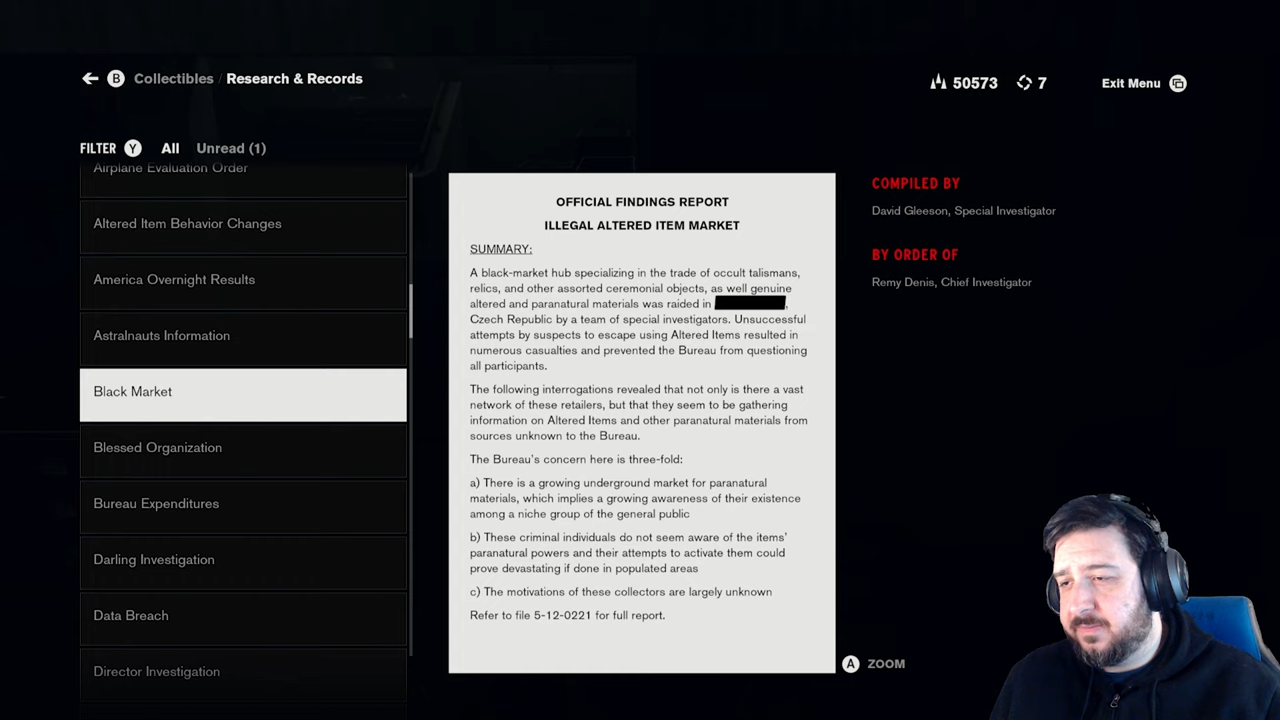 B Collectibles / Research & Records
50573 7 Exit Menu
FILTER Y All Unread (1)
Airplane Evaluation Order
Altered Item Behavior Changes
America Overnight Results
Astralnauts Information
Black Market
Blessed Organization
Bureau Expenditures
Darling Investigation
Data Breach
Director Investigation
OFFICIAL FINDINGS REPORT
ILLEGAL ALTERED ITEM MARKET
SUMMARY:
A black-market hub specializing in the trade of occult talismans,
relics, and other assorted ceremonial objects, as well genuine
altered and paranatural materials was raided in ,
Czech Republic by a team of special investigators. Unsuccessful
attempts by suspects to escape using Altered Items resulted in
numerous casualties and prevented the Bureau from questioning
all participants.
The following interrogations revealed that not only is there a vast
network of these retailers, but that they seem to be gathering
information on Altered Items and other paranatural materials from
sources unknown to the Bureau.
The Bureau's concern here is three-fold:
a) There is a growing underground market for paranatural
materials, which implies a growing awareness of their existence
among a niche group of the general public
b) These criminal individuals do not seem aware of the items'
paranatural powers and their attempts to activate them could
prove devastating if done in populated areas
c) The motivations of these collectors are largely unknown
Refer to file 5-12-0221 for full report.
A ZOOM
COMPILED BY
David Gleeson, Special Investigator
BY ORDER OF
Remy Denis, Chief Investigator